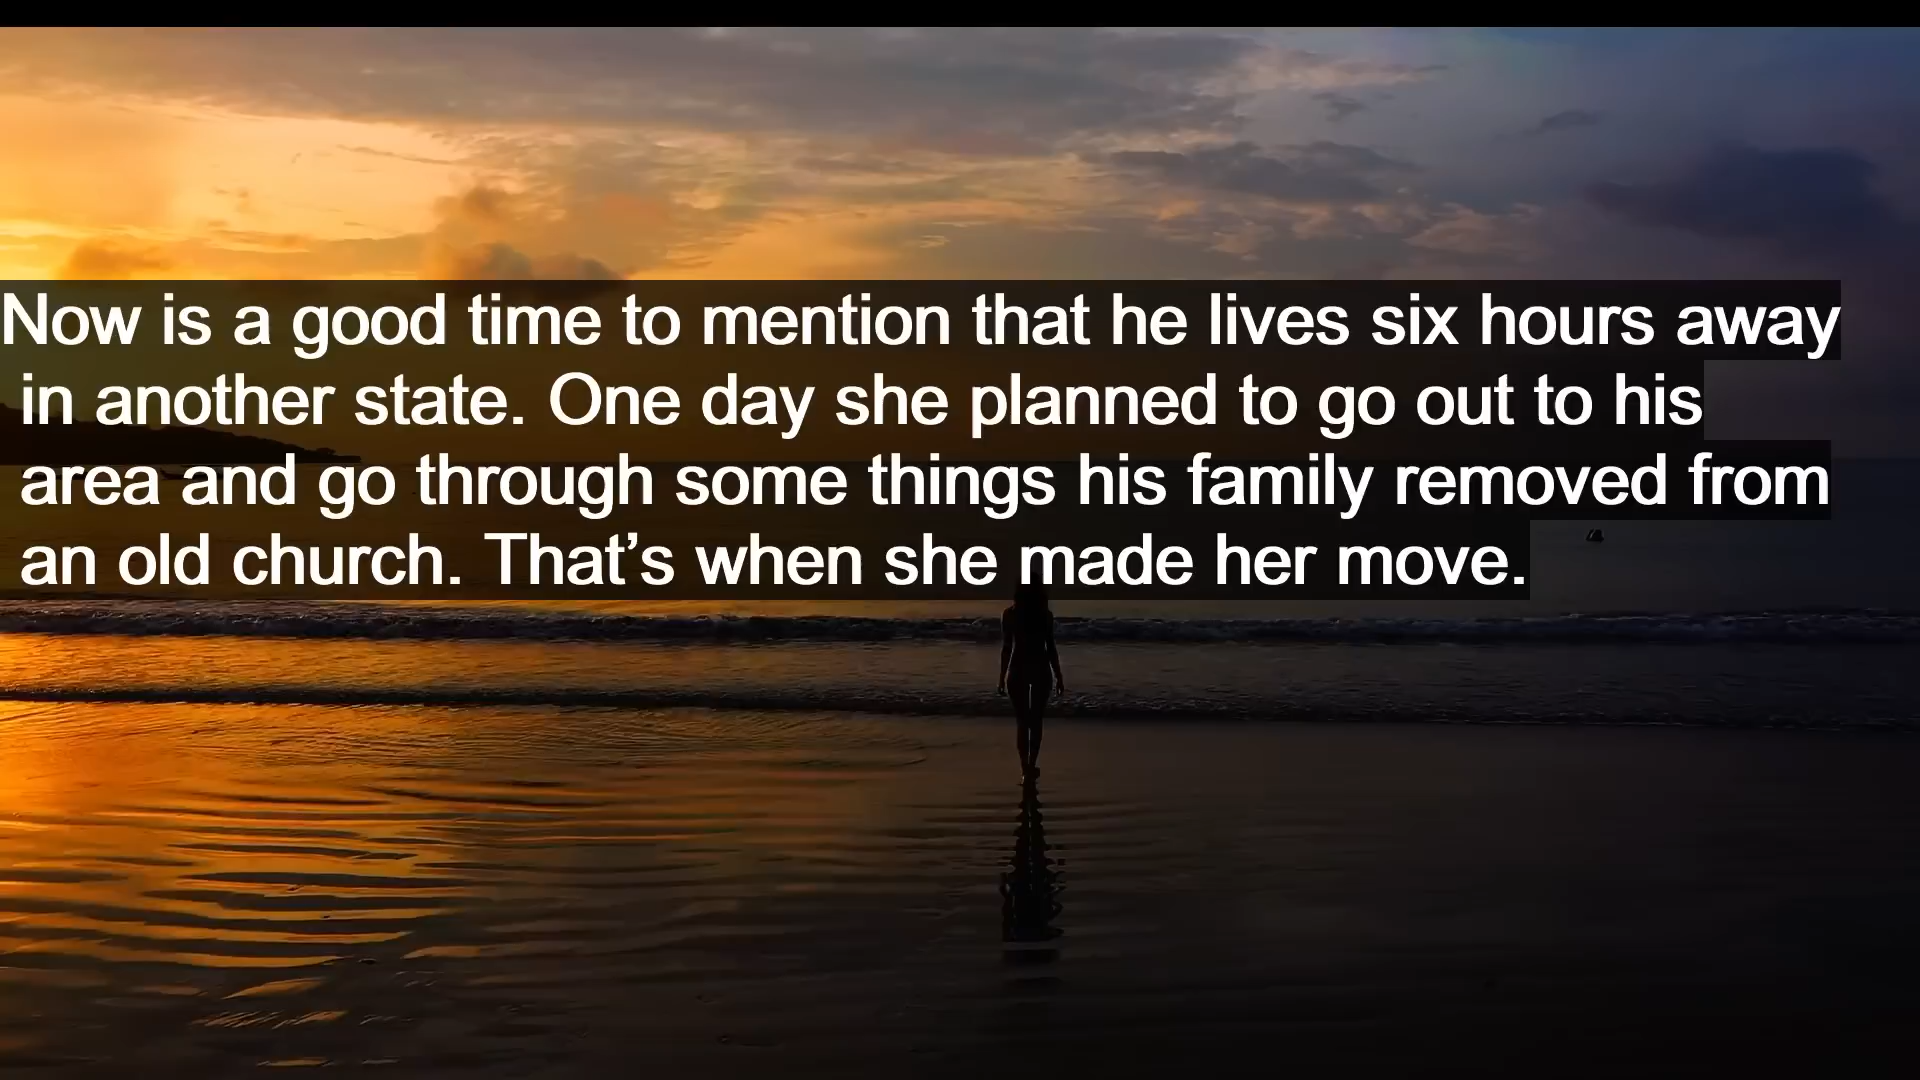 Now is a good time to mention that he lives six hours away
in another state. One day she planned to go out to his
area and go through some things his family removed from
an old church. That’s when she made her move.